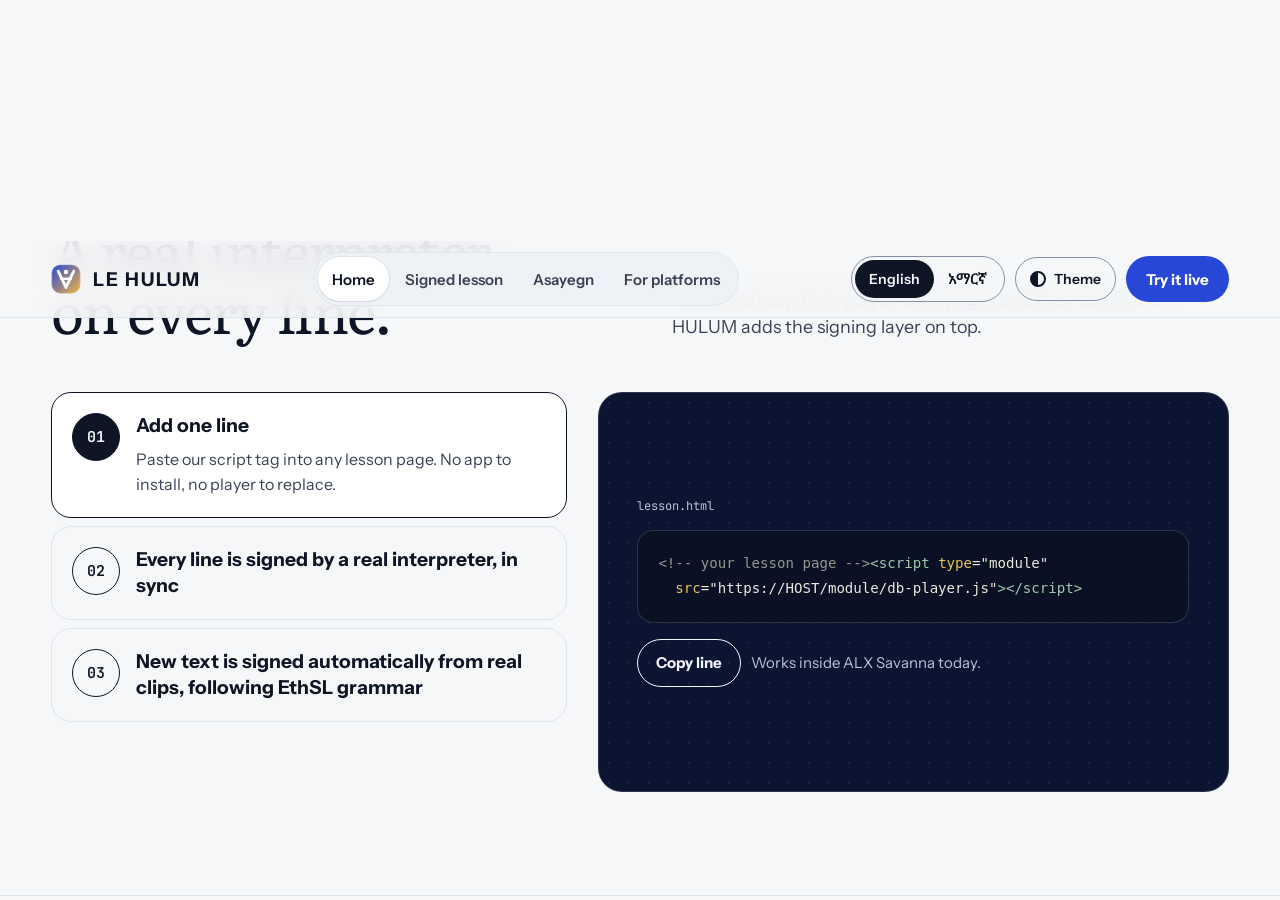 A real interpreter
LE HULUM
Home
Signed lesson
Asayegn
For platforms
English
አማርኛ
Theme
Try it live
on every line.
HULUM adds the signing layer on top.
01
Add one line
Paste our script tag into any lesson page. No app to
install, no player to replace.
02
Every line is signed by a real interpreter, in
sync
03
New text is signed automatically from real
clips, following EthSL grammar
lesson.html
<!-- your lesson page --><script type="module"
src="https://HOST/module/db-player.js"></script>
Copy line
Works inside ALX Savanna today.